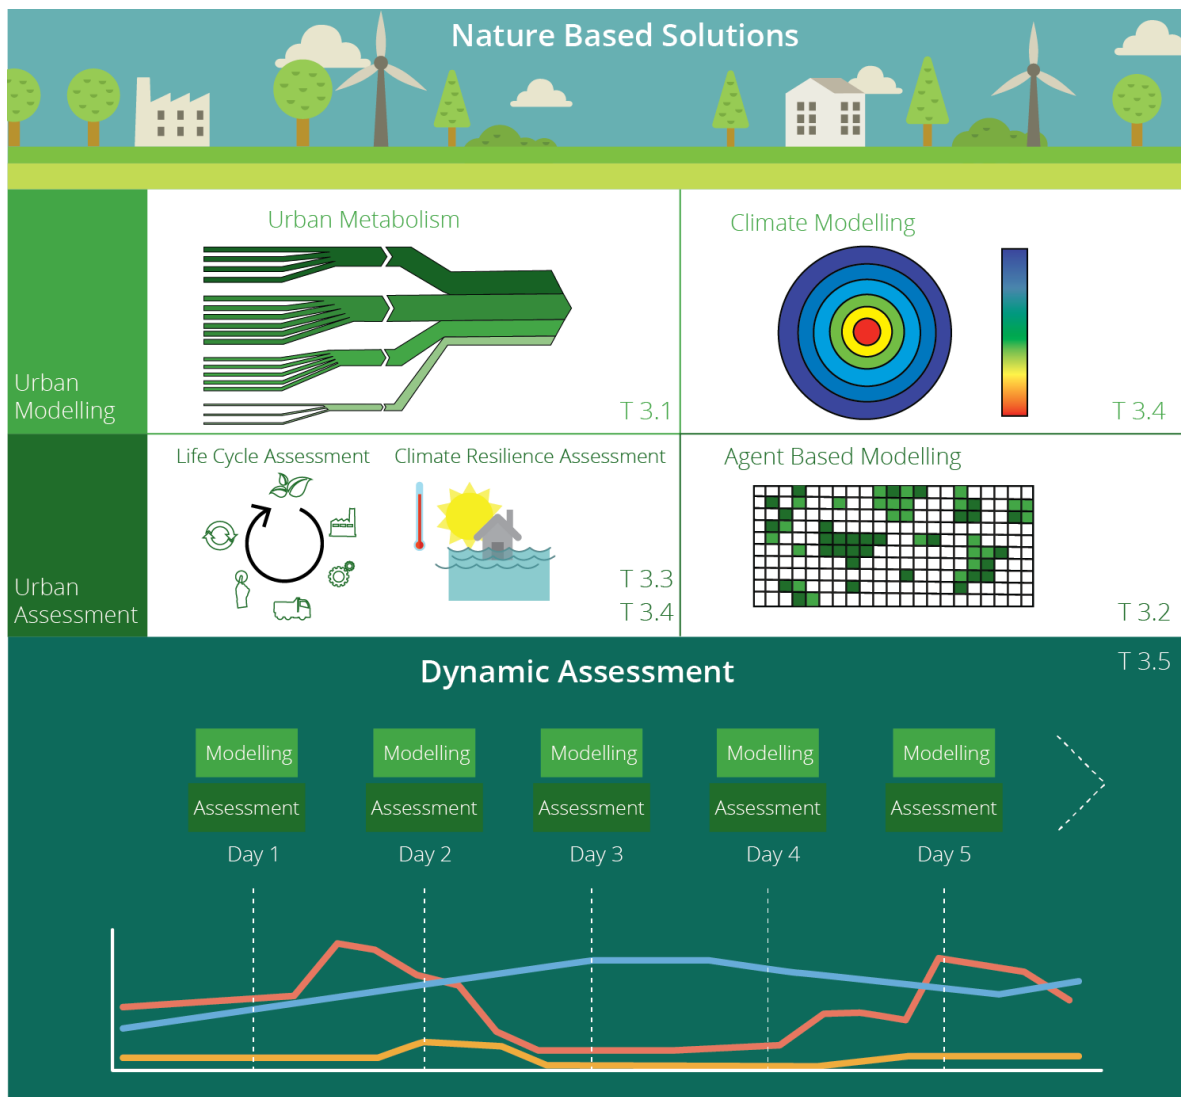 Nature Based Solutions
Urban Metabolism
Climate Modelling
Urban
Modelling
T 3.1
T 3.4
Life Cycle Assessment
Climate Resilience Assessment
Agent Based Modelling
Urban
Assessment
T 3.3
T 3.4
T 3.2
Dynamic Assessment
T 3.5
Modelling
Modelling
Modelling
Modelling
Modelling
Assessment
Assessment
Assessment
Assessment
Assessment
Day 1
Day 2
Day 3
Day 4
Day 5